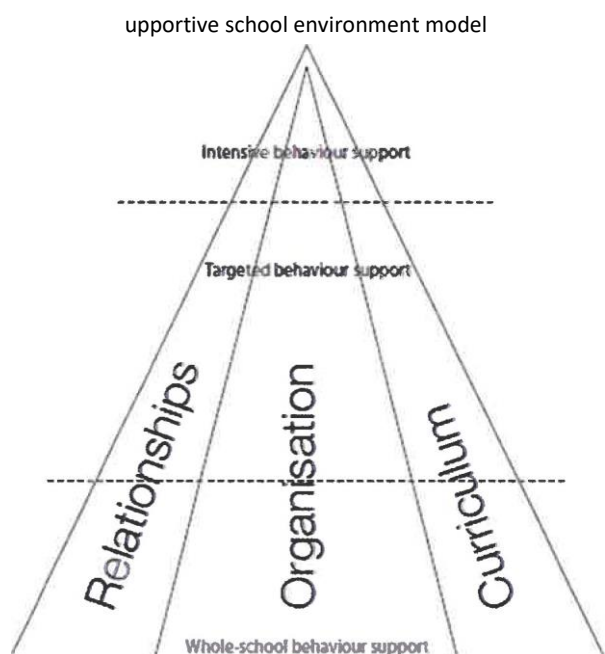 upportive school environment model
Intensive behaviour support
Targeted behaviour support
Relationships
Organisation
Curriculum
Whole-school behaviour support